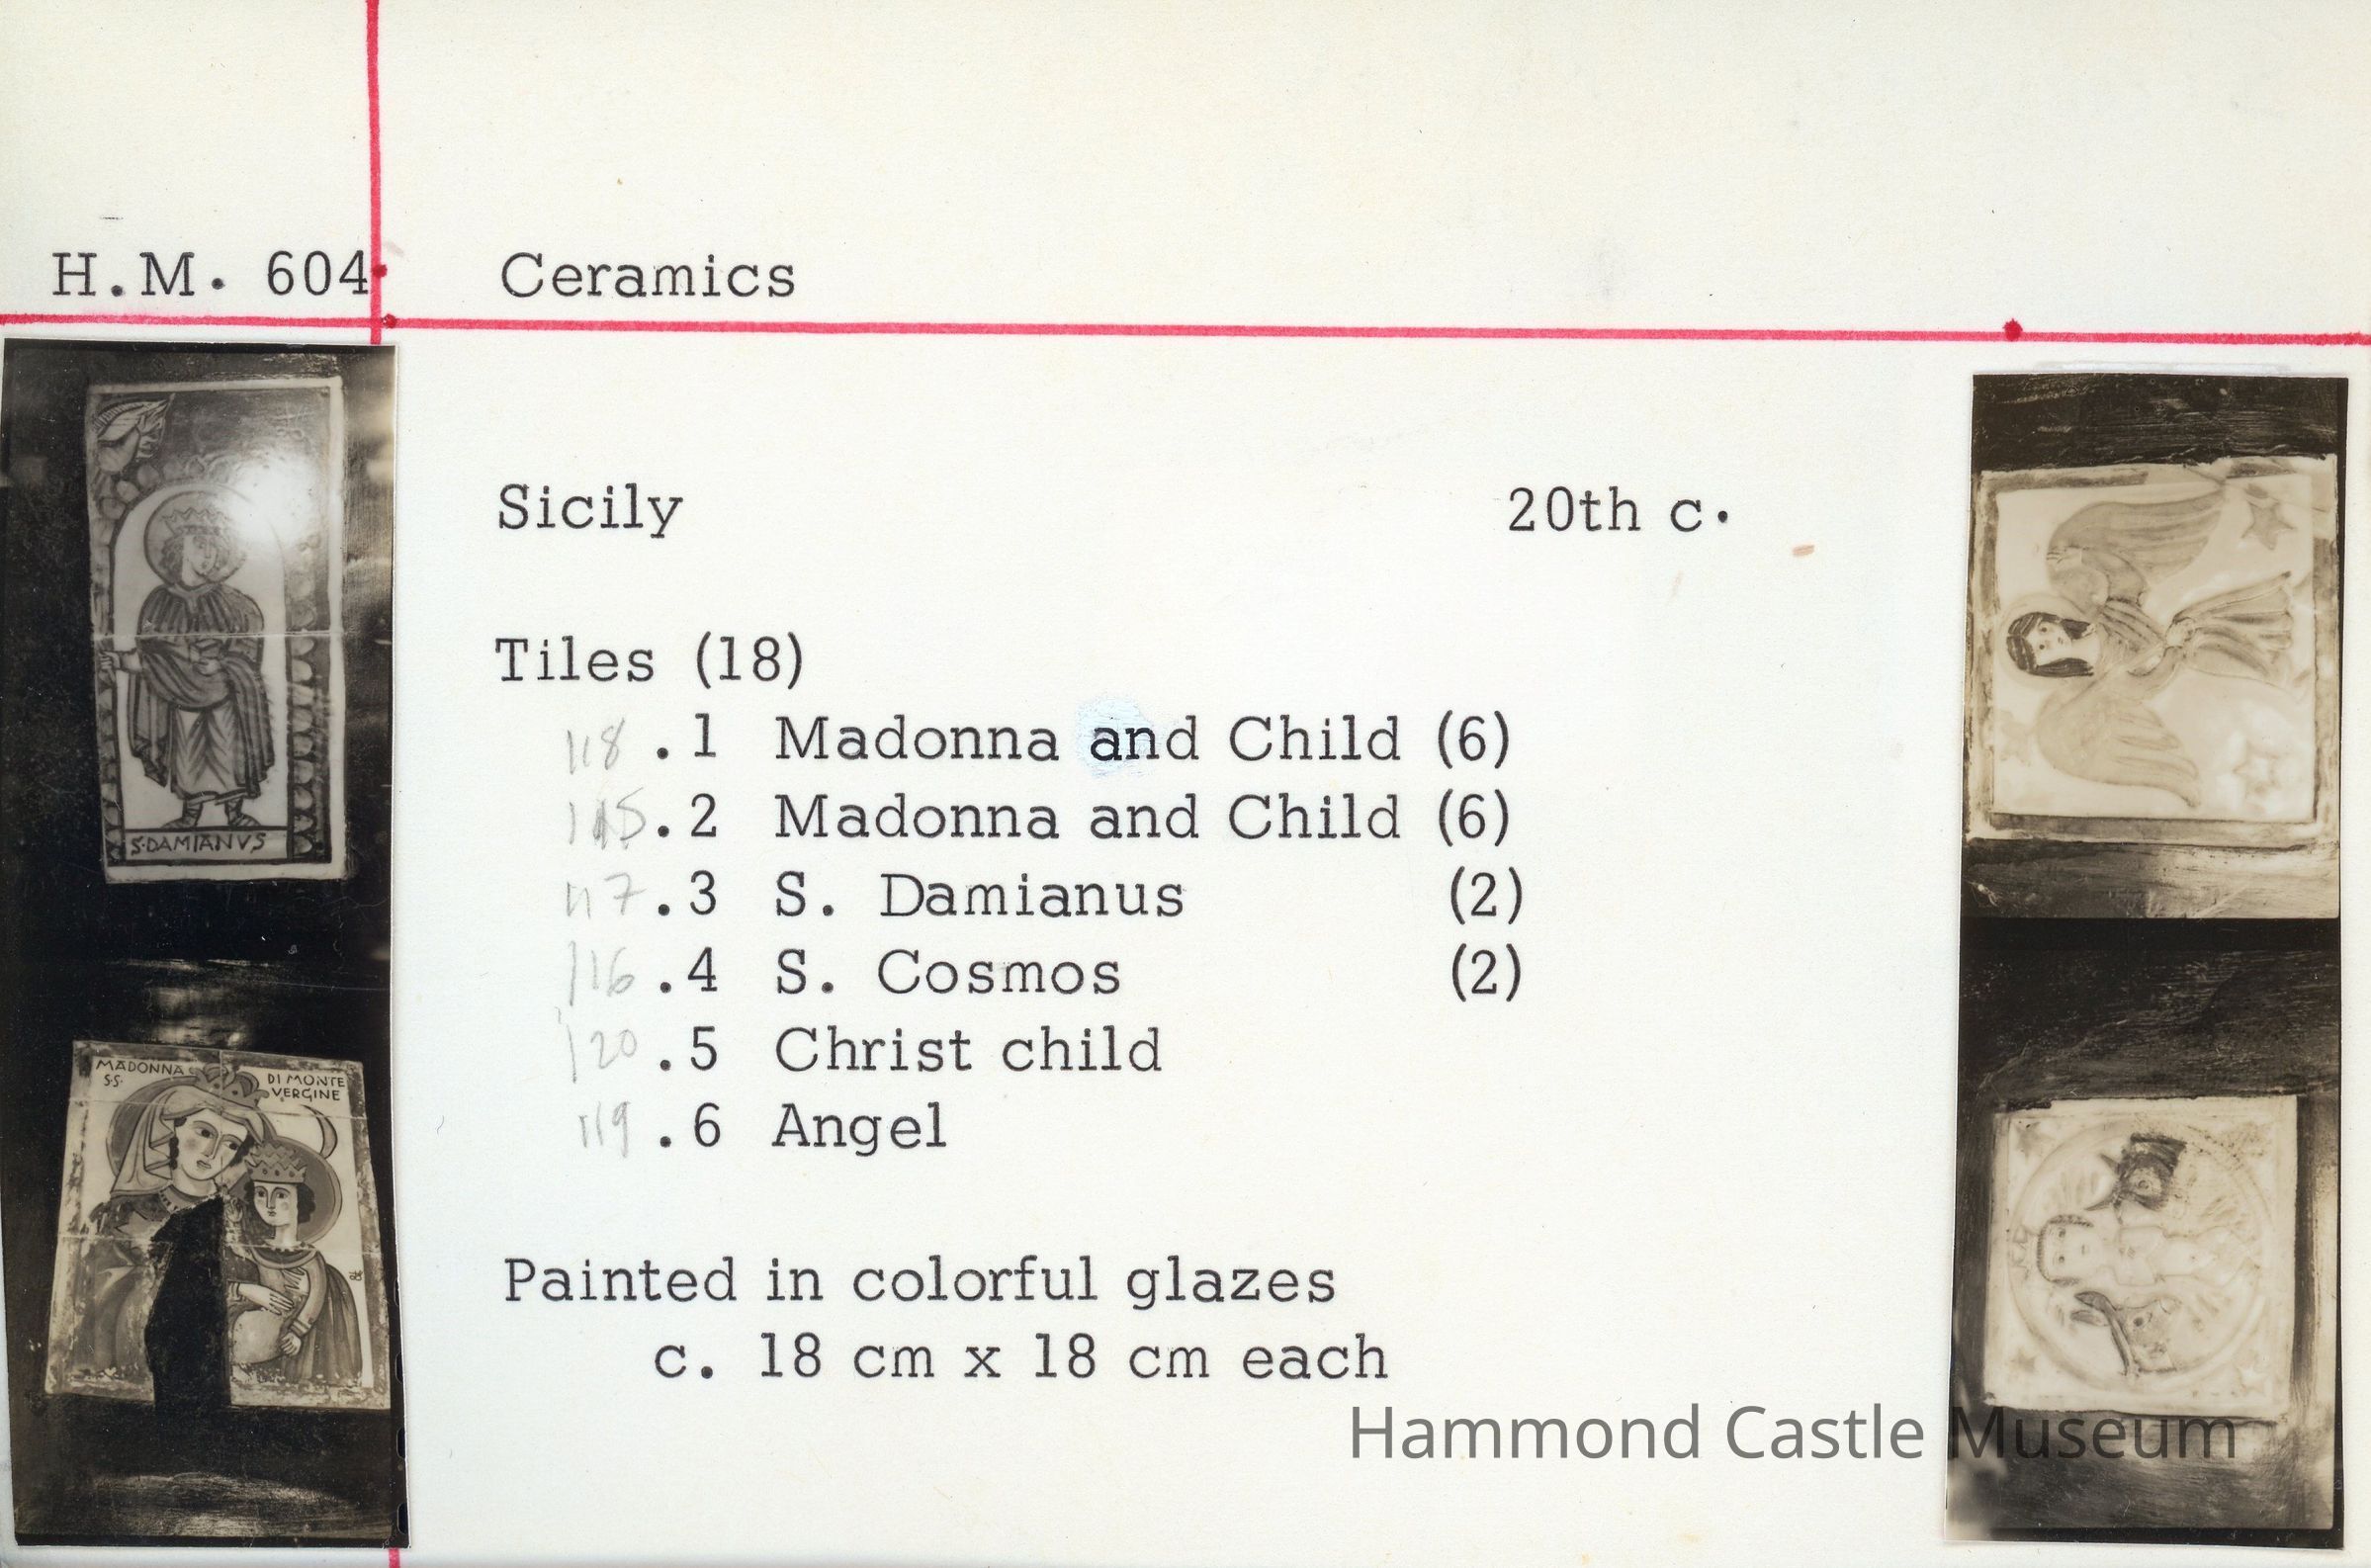 H.M. 604
Ceramics
Sicily 20th c.
Tiles (18)
118 .1 Madonna and Child (6)
.2 Madonna and Child (6)
117 .3 S. Damianus (2)
116 .4 S. Cosmos (2)
120 .5 Christ child
119 .6 Angel
Painted in colorful glazes
c. 18 cm x 18 cm each
Hammond Castle Museum
S·DAMIANVS
MADONNA DI MONTE
S.S. VERGINE